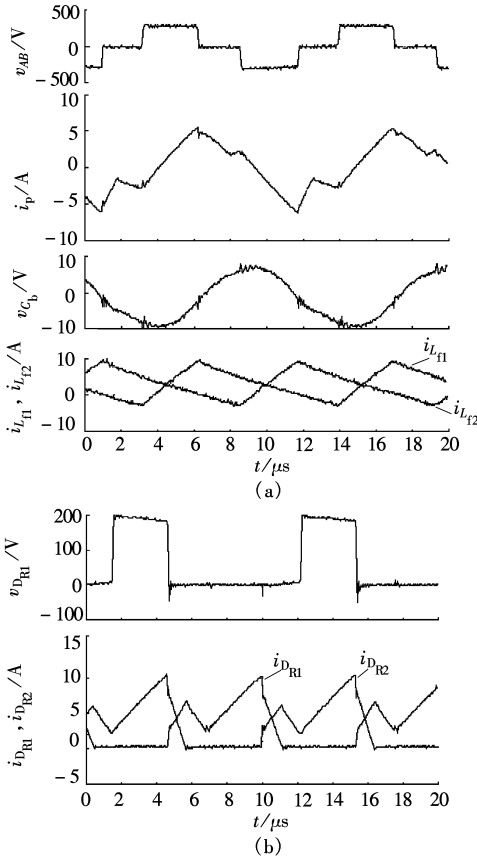 500
0
−500
v_AB/V
10
5
0
−5
−10
i_p/A
10
0
−10
v_Cb/V
10
0
−10
i_Lf1, i_Lf2/A
i_Lf1
i_Lf2
0 2 4 6 8 10 12 14 16 18 20
t/μs
(a)
200
100
0
−100
v_DR1/V
15
10
5
0
−5
i_DR1, i_DR2/A
i_DR1
i_DR2
0 2 4 6 8 10 12 14 16 18 20
t/μs
(b)